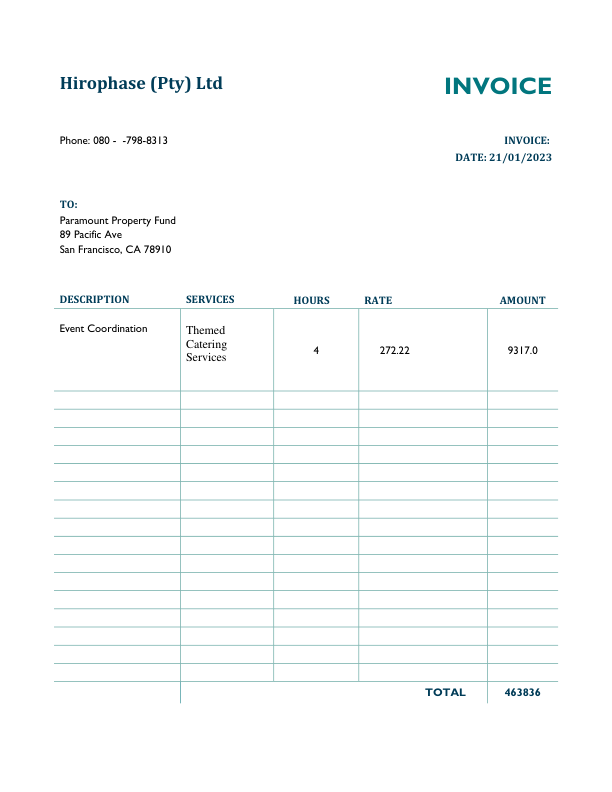 Hirophase (Pty) Ltd
INVOICE
Phone: 080 -  -798-8313
INVOICE:
DATE: 21/01/2023
TO:
Paramount Property Fund
89 Pacific Ave
San Francisco, CA 78910
DESCRIPTION SERVICES HOURS RATE AMOUNT
Event Coordination
Themed
Catering
Services
4 272.22 9317.0
TOTAL 463836